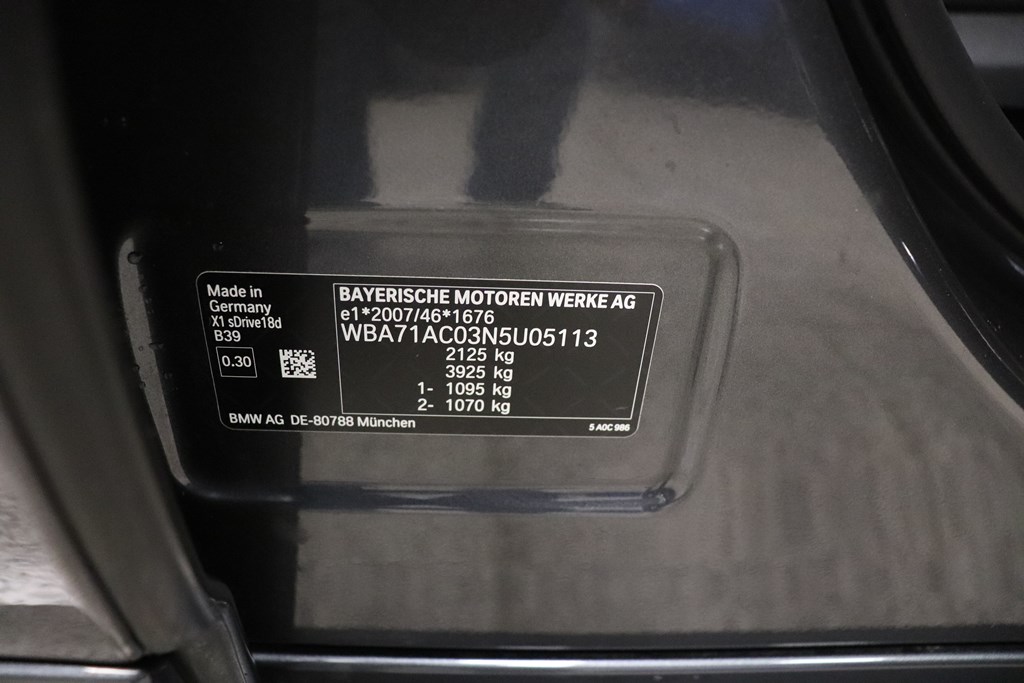 Made in
Germany
X1 sDrive18d
B39
0.30
BAYERISCHE MOTOREN WERKE AG
e1*2007/46*1676
WBA71AC03N5U05113
2125 kg
3925 kg
1- 1095 kg
2- 1070 kg
BMW AG DE-80788 München
5 A0C 986